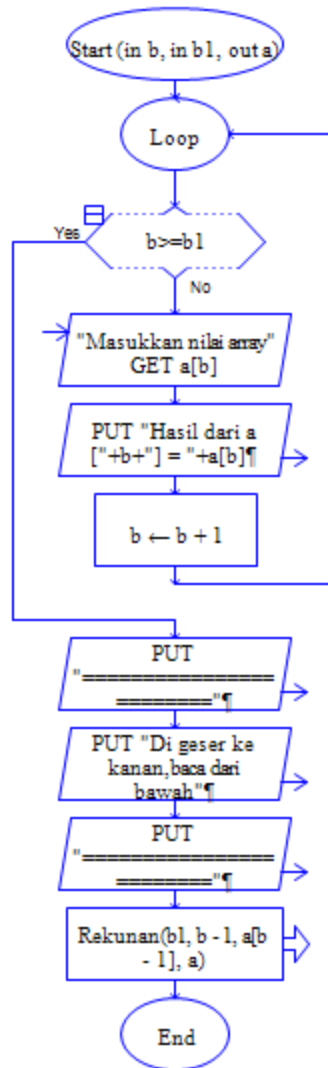 Start (in b, in b1, out a)
Loop
b>=b1
Yes
No
"Masukkan nilai array"
GET a[b]
PUT "Hasil dari a
["+b+"] = "+a[b]¶
b ← b + 1
PUT
"================
========"¶
PUT "Di geser ke
kanan,baca dari
bawah"¶
PUT
"================
========"¶
Rekunan(b1, b - 1, a[b
- 1], a)
End